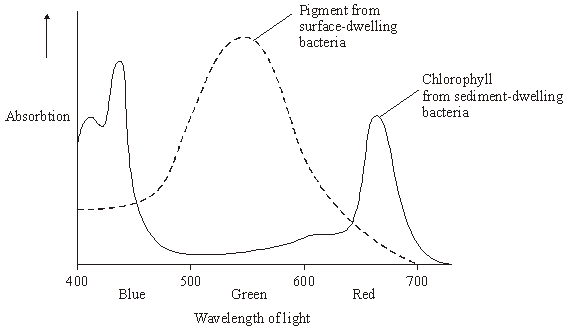 Pigment from
surface-dwelling
bacteria
Chlorophyll
from sediment-dwelling
bacteria
Absorbtion
400
500
600
700
Blue
Green
Red
Wavelength of light